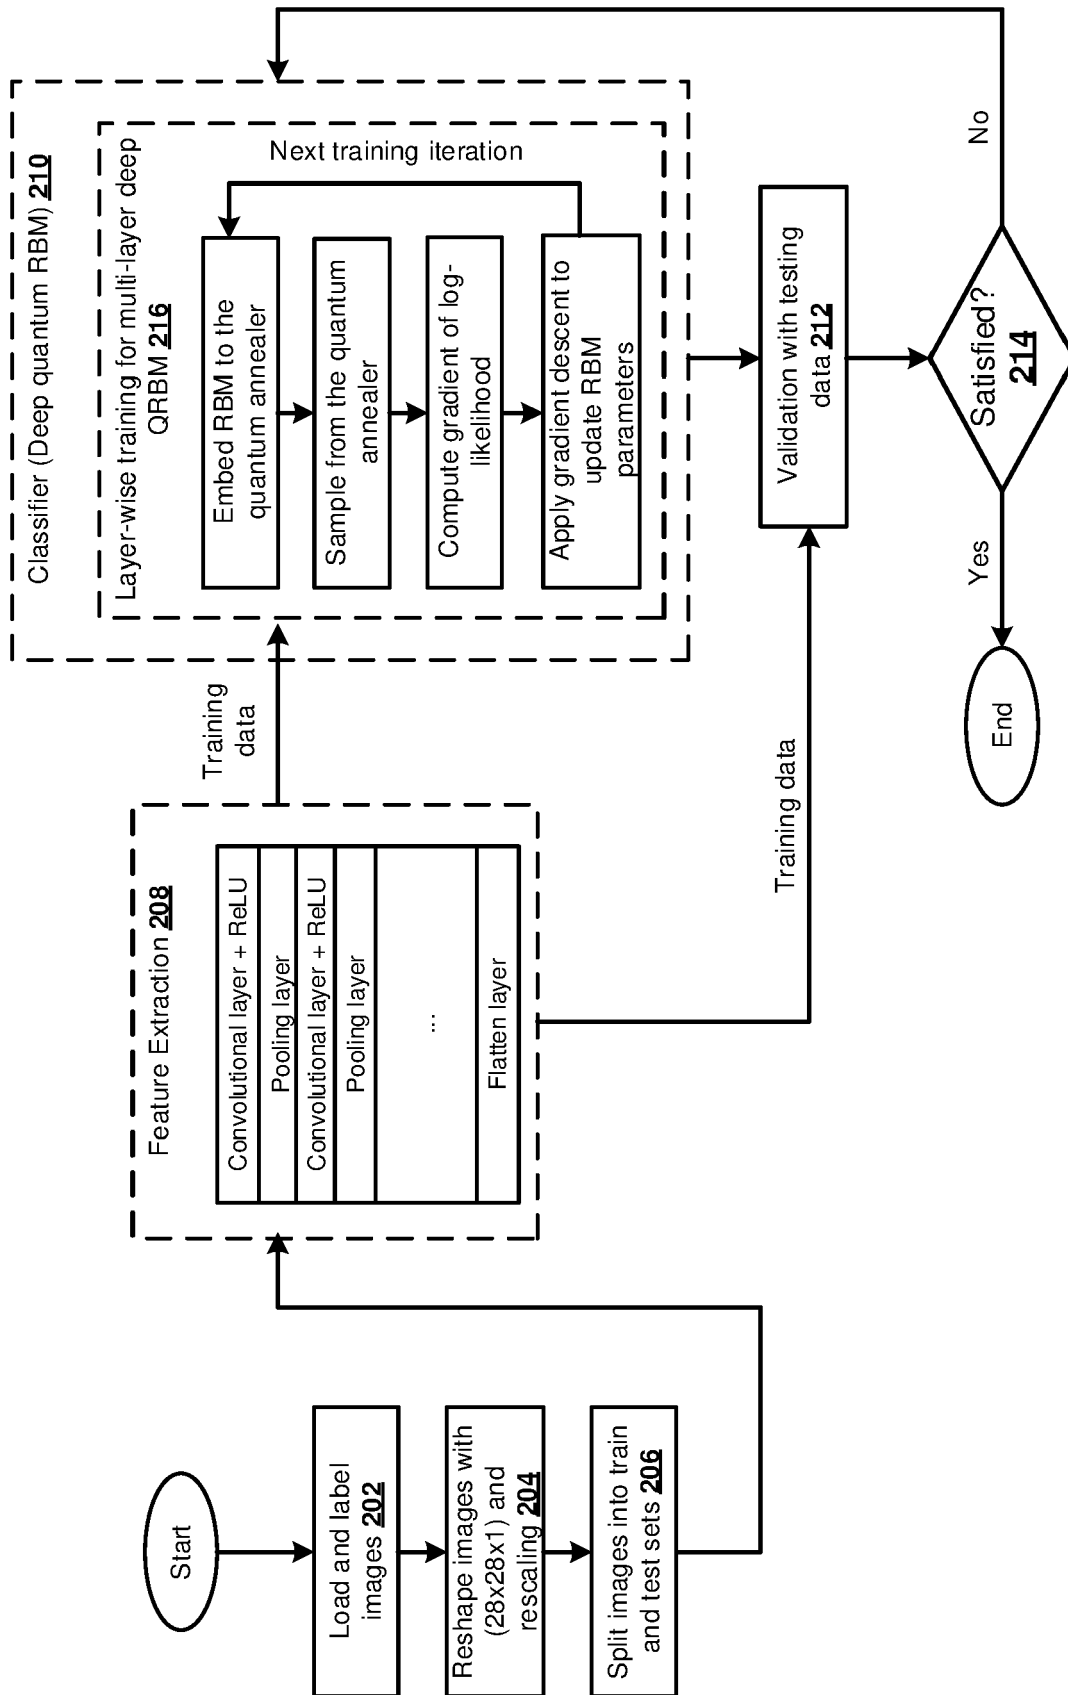 Start
Load and label
images 202
Reshape images with
(28x28x1) and
rescaling 204
Split images into train
and test sets 206
Feature Extraction 208
Convolutional layer + ReLU
Pooling layer
Convolutional layer + ReLU
Pooling layer
...
Flatten layer
Training
data
Training data
Classifier (Deep quantum RBM) 210
Layer-wise training for multi-layer deep
QRBM 216
Embed RBM to the
quantum annealer
Sample from the quantum
annealer
Compute gradient of log-
likelihood
Apply gradient descent to
update RBM
parameters
Next training iteration
Validation with testing
data 212
Satisfied?
214
Yes
No
End